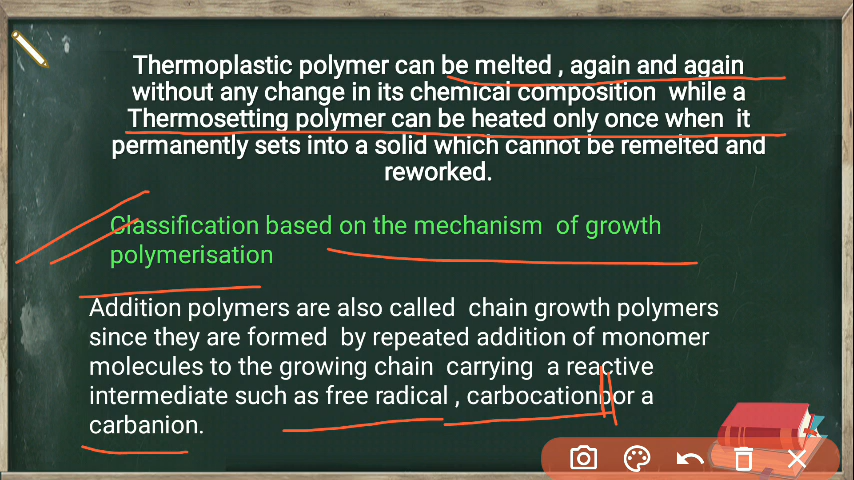 Thermoplastic polymer can be melted , again and again
without any change in its chemical composition while a
Thermosetting polymer can be heated only once when it
permanently sets into a solid which cannot be remelted and
reworked.
Classification based on the mechanism of growth
polymerisation
Addition polymers are also called chain growth polymers
since they are formed by repeated addition of monomer
molecules to the growing chain carrying a reactive
intermediate such as free radical , carbocationbor a
carbanion.